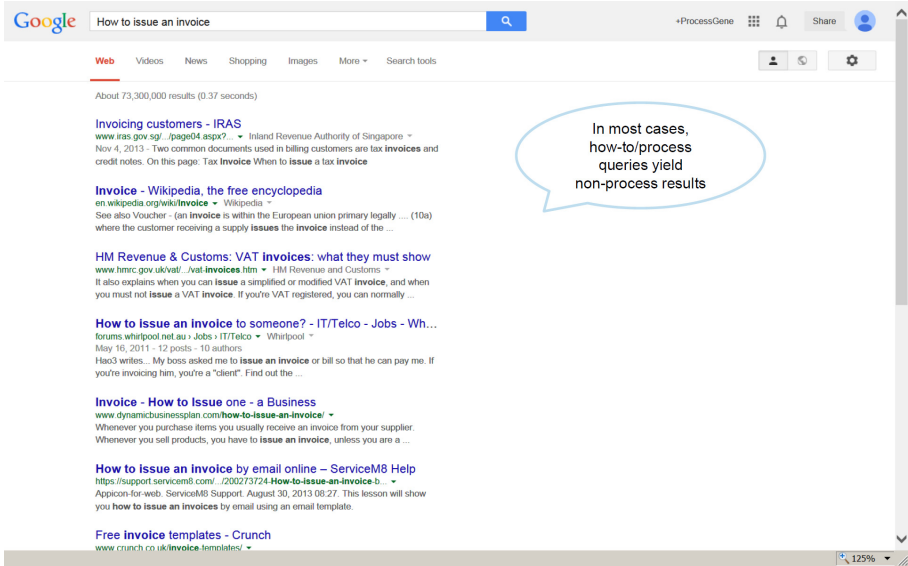 Google
How to issue an invoice
+ProcessGene
Share
Web Videos News Shopping Images More Search tools
About 73,300,000 results (0.37 seconds)
Invoicing customers - IRAS
www.iras.gov.sg/.../page04.aspx?... Inland Revenue Authority of Singapore
Nov 4, 2013 - Two common documents used in billing customers are tax invoices and
credit notes. On this page: Tax Invoice When to issue a tax invoice
Invoice - Wikipedia, the free encyclopedia
en.wikipedia.org/wiki/Invoice Wikipedia
See also Voucher - (an invoice is within the European union primary legally .... (10a)
where the customer receiving a supply issues the invoice instead of the ...
HM Revenue & Customs: VAT invoices: what they must show
www.hmrc.gov.uk/vat/.../vat-invoices.htm HM Revenue and Customs
It also explains when you can issue a simplified or modified VAT invoice, and when
you must not issue a VAT invoice. If you're VAT registered, you can normally ...
How to issue an invoice to someone? - IT/Telco - Jobs - Wh...
forums.whirlpool.net.au › Jobs › IT/Telco Whirlpool
May 16, 2011 - 12 posts - 10 authors
Hao3 writes... My boss asked me to issue an invoice or bill so that he can pay me. If
you're invoicing him, you're a "client". Find out the ...
Invoice - How to Issue one - a Business
www.dynamicbusinessplan.com/how-to-issue-an-invoice/
Whenever you purchase items you usually receive an invoice from your supplier.
Whenever you sell products, you have to issue an invoice, unless you are a ...
How to issue an invoice by email online – ServiceM8 Help
https://support.servicem8.com/.../200273724-How-to-issue-an-invoice-b...
Appicon-for-web. ServiceM8 Support. August 30, 2013 08:27. This lesson will show
you how to issue an invoices by email using an email template.
Free invoice templates - Crunch
www.crunch.co.uk/invoice-templates/
In most cases,
how-to/process
queries yield
non-process results
125%